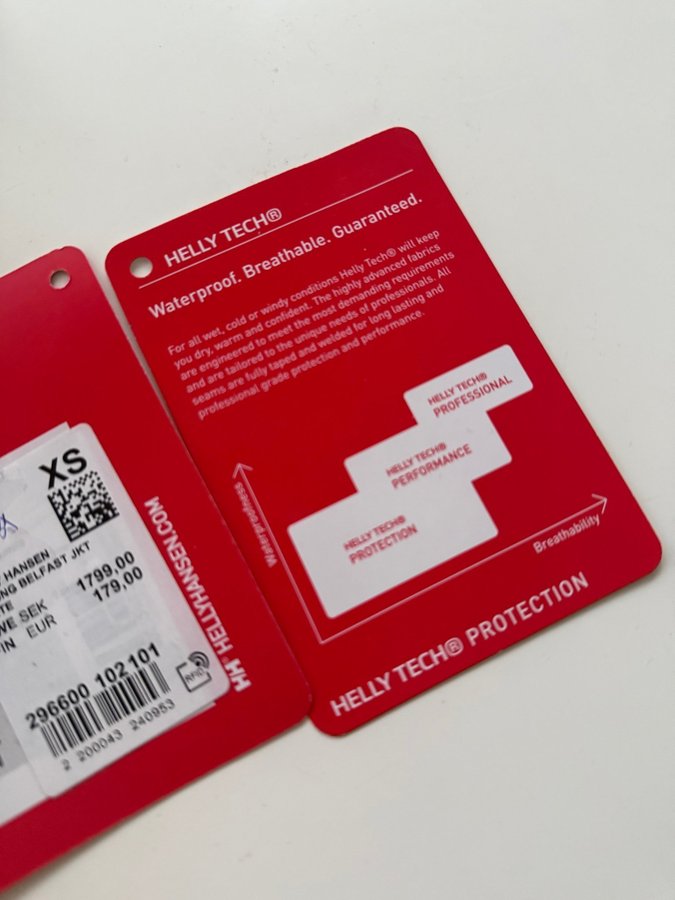 HELLY TECH®
Waterproof. Breathable. Guaranteed.
For all wet, cold or windy conditions Helly Tech® will keep
you dry, warm and confident. The highly advanced fabrics
are engineered to meet the most demanding requirements
and are tailored to the unique needs of professionals. All
seams are fully taped and welded for long lasting and
professional grade protection and performance.
HELLY TECH®
PROFESSIONAL
HELLY TECH®
PERFORMANCE
HELLY TECH®
PROTECTION
Waterproofness
Breathability
HELLY TECH® PROTECTION
XS
HANSEN
BELFAST JKT
SEK 1799.00
EUR 179,00
296600 102101
2 200043 240953
RFID
HH HELLYHANSEN.COM